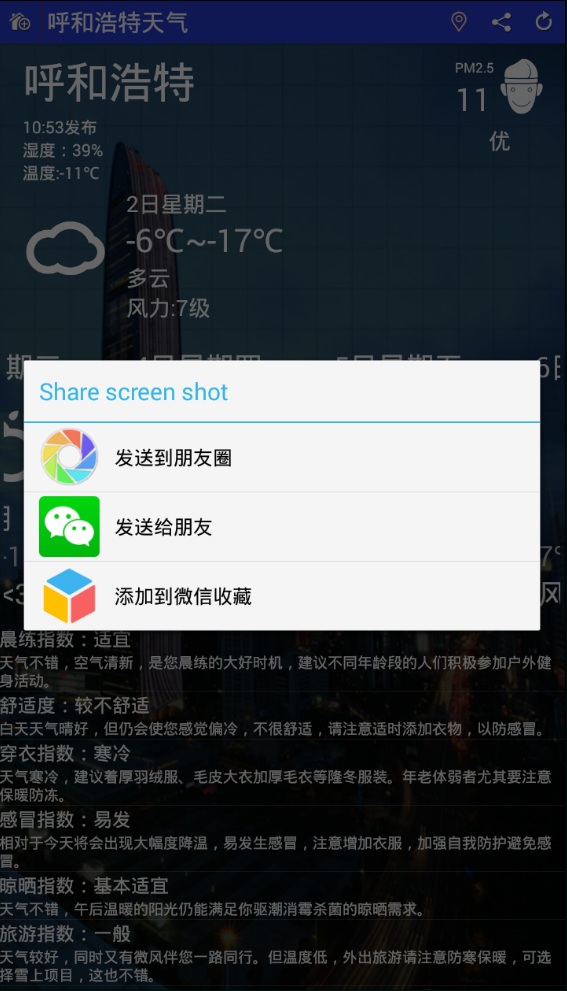 呼和浩特天气
呼和浩特
PM2.5
11
优
10:53发布
湿度：39%
温度:-11℃
2日星期二
-6℃~-17℃
多云
风力:7级
Share screen shot
发送到朋友圈
发送给朋友
添加到微信收藏
晨练指数：适宜
天气不错，空气清新，是您晨练的大好时机，建议不同年龄段的人们积极参加户外健
身活动。
舒适度：较不舒适
白天天气晴好，但仍会使您感觉偏冷，不很舒适，请注意适时添加衣物，以防感冒。
穿衣指数：寒冷
天气寒冷，建议着厚羽绒服、毛皮大衣加厚毛衣等隆冬服装。年老体弱者尤其要注意
保暖防冻。
感冒指数：易发
相对于今天将会出现大幅度降温，易发生感冒，注意增加衣服，加强自我防护避免感
冒。
晾晒指数：基本适宜
天气不错，午后温暖的阳光仍能满足你驱潮消霉杀菌的晾晒需求。
旅游指数：一般
天气较好，同时又有微风伴您一路同行。但温度低，外出旅游请注意防寒保暖，可选
择雪上项目，这也不错。